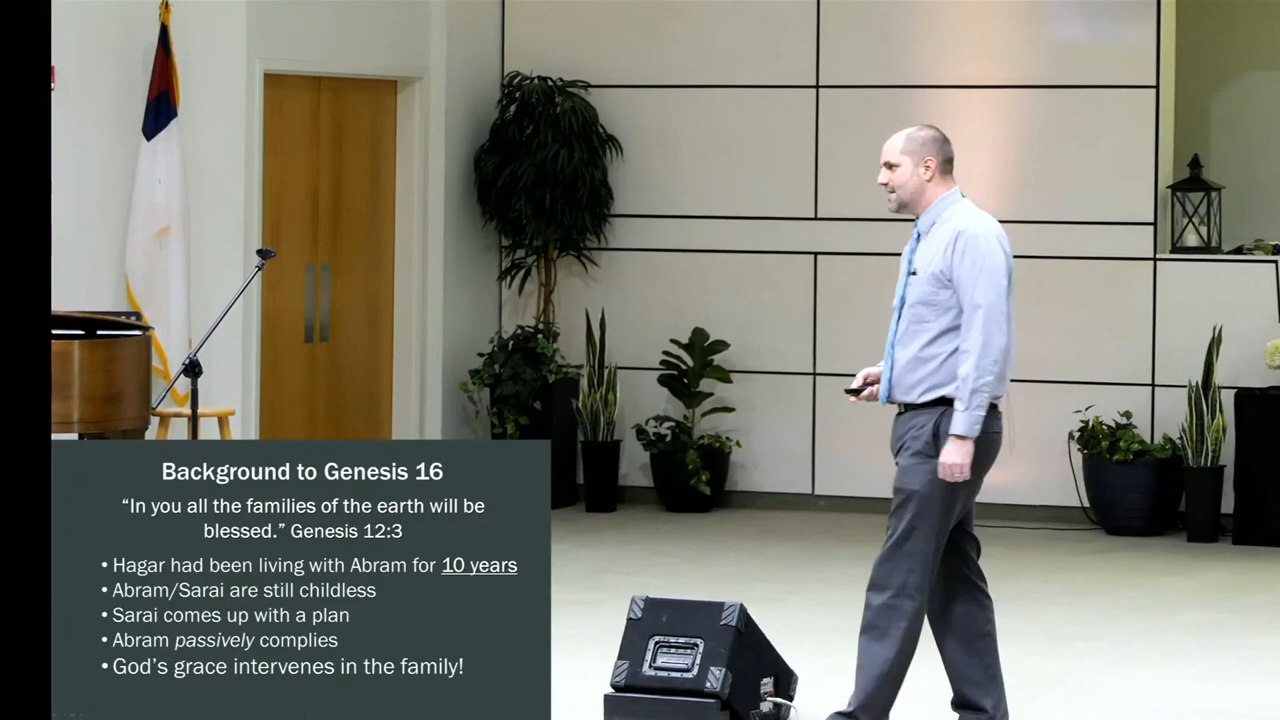 Background to Genesis 16
“In you all the families of the earth will be
blessed.” Genesis 12:3
• Hagar had been living with Abram for 10 years
• Abram/Sarai are still childless
• Sarai comes up with a plan
• Abram passively complies
• God’s grace intervenes in the family!